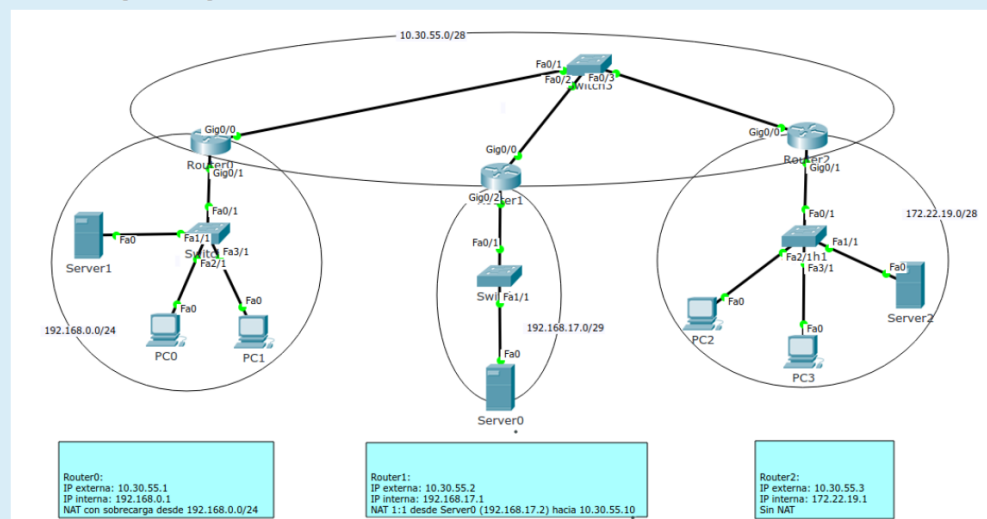 10.30.55.0/28
Fa0/1
Fa0/2
Fa0/3
Gig0/0
Router0
Gig0/1
Gig0/0
Gig0/2
Gig0/0
Router2
Gig0/1
Fa0/1
Server1
Fa0
Fa1/1
Fa2/1
Fa3/1
192.168.0.0/24
Fa0
PC0
Fa0
PC1
Fa0/1
Fa1/1
192.168.17.0/29
Fa0
Server0
Fa0/1
172.22.19.0/28
Fa1/1
Fa2/1
Fa3/1
Fa0
Server2
Fa0
PC2
Fa0
PC3
Router0:
IP externa: 10.30.55.1
IP interna: 192.168.0.1
NAT con sobrecarga desde 192.168.0.0/24
Router1:
IP externa: 10.30.55.2
IP interna: 192.168.17.1
NAT 1:1 desde Server0 (192.168.17.2) hacia 10.30.55.10
Router2:
IP externa: 10.30.55.3
IP interna: 172.22.19.1
Sin NAT